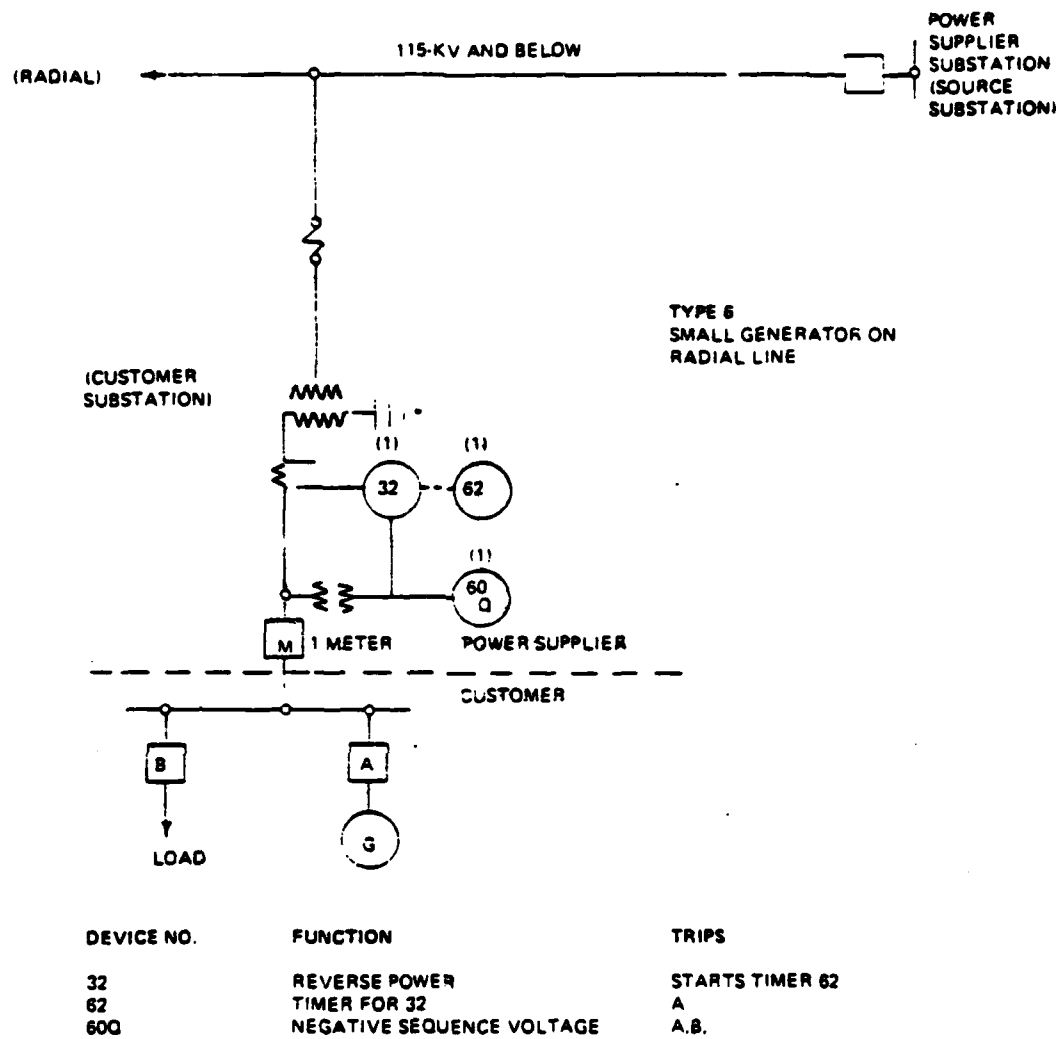 115-KV AND BELOW
(RADIAL)
POWER
SUPPLIER
SUBSTATION
(SOURCE
SUBSTATION)
TYPE 6
SMALL GENERATOR ON
RADIAL LINE
(CUSTOMER
SUBSTATION)
(1)
(1)
32
62
(1)
60
Q
M
1 METER
POWER SUPPLIER
CUSTOMER
B
A
G
LOAD
DEVICE NO. FUNCTION TRIPS
32 REVERSE POWER STARTS TIMER 62
62 TIMER FOR 32 A
60Q NEGATIVE SEQUENCE VOLTAGE A,B.